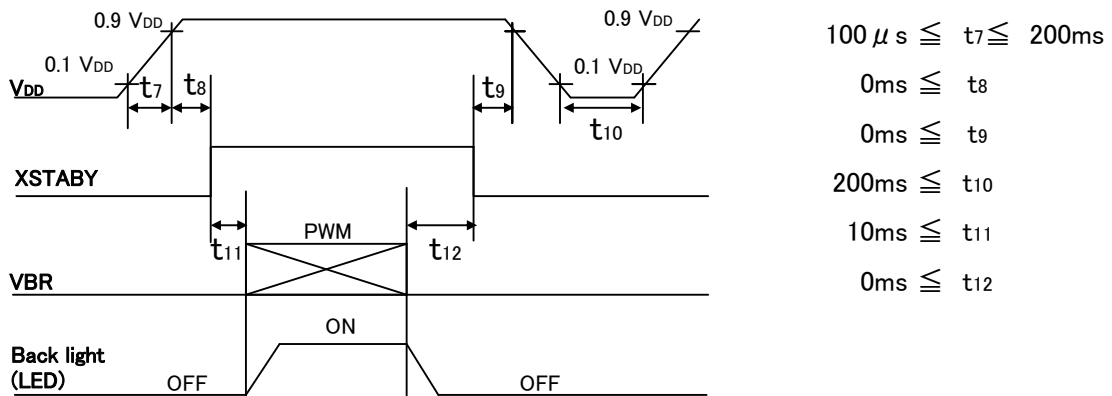 0.9 VDD
0.9 VDD
0.1 VDD
0.1 VDD
VDD
t7
t8
t9
t10
XSTABY
t11
PWM
t12
VBR
ON
Back light
(LED)
OFF
OFF
100μs ≦ t7≦ 200ms
0ms ≦ t8
0ms ≦ t9
200ms ≦ t10
10ms ≦ t11
0ms ≦ t12